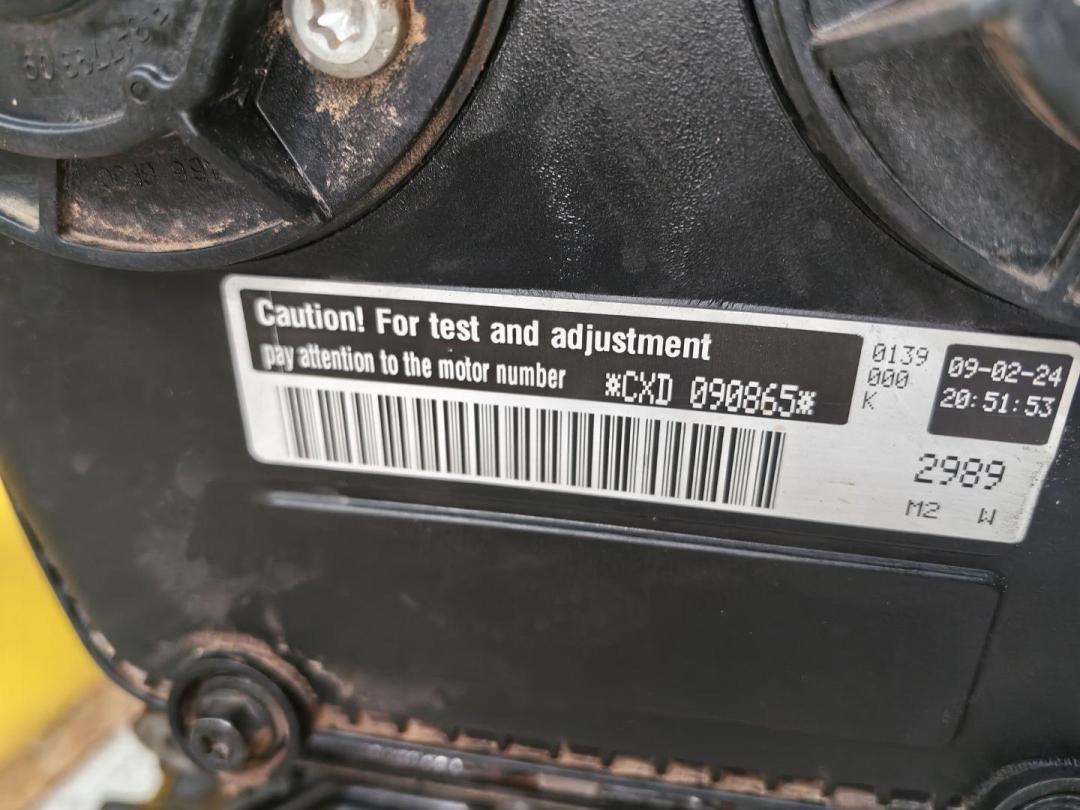 Caution! For test and adjustment
pay attention to the motor number
*CXD 090865*
0139
000
K
09-02-24
20:51:53
2989
M2 W